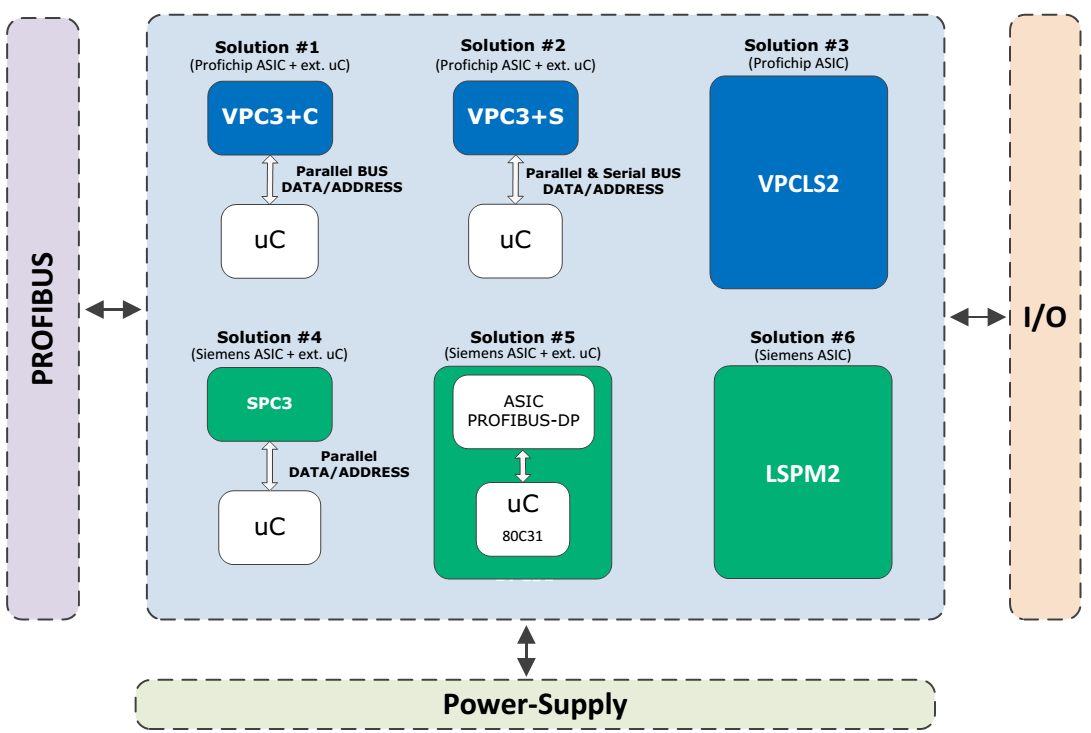 PROFIBUS
Solution #1
(Profichip ASIC + ext. uC)
VPC3+C
Parallel BUS
DATA/ADDRESS
uC
Solution #2
(Profichip ASIC + ext. uC)
VPC3+S
Parallel & Serial BUS
DATA/ADDRESS
uC
Solution #3
(Profichip ASIC)
VPCLS2
Solution #4
(Siemens ASIC + ext. uC)
SPC3
Parallel
DATA/ADDRESS
uC
Solution #5
(Siemens ASIC + ext. uC)
ASIC
PROFIBUS-DP
uC
80C31
Solution #6
(Siemens ASIC)
LSPM2
I/O
Power-Supply